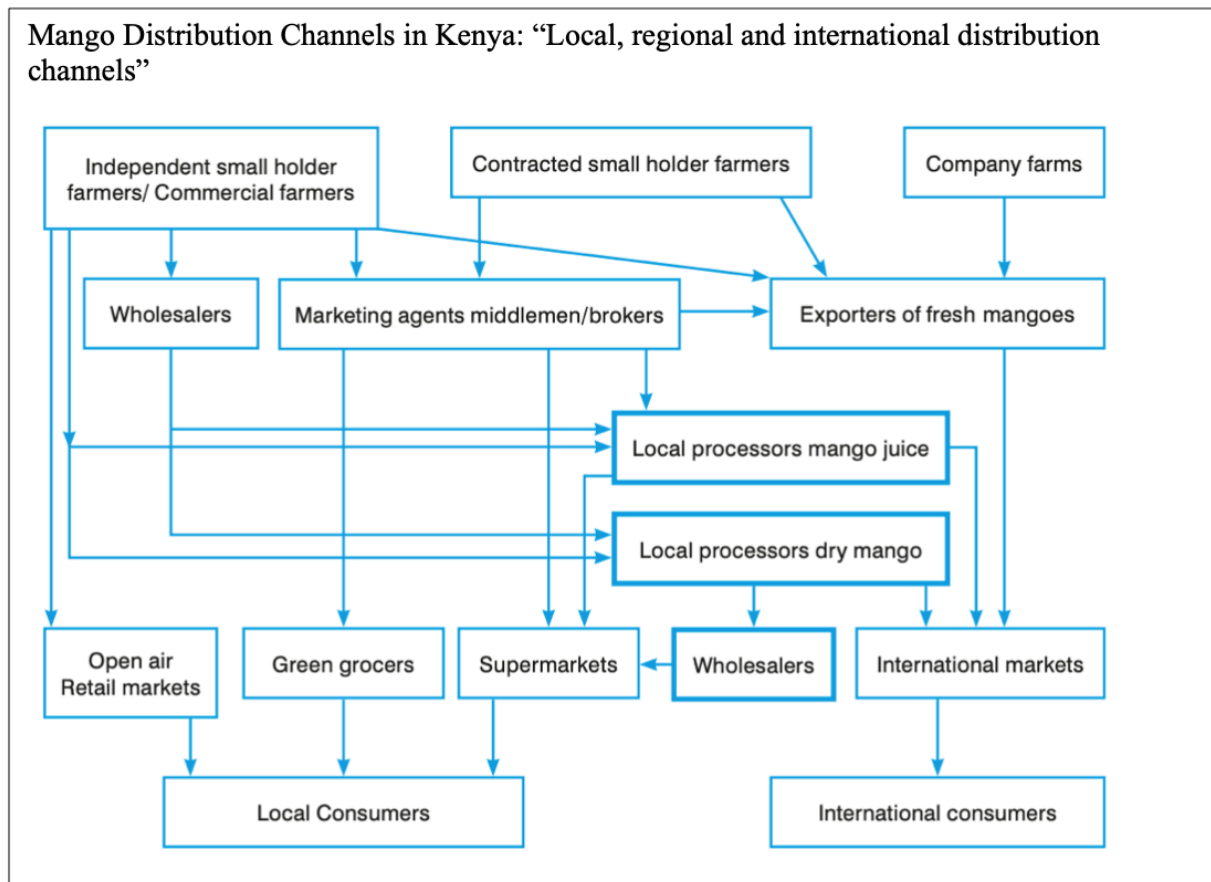 Mango Distribution Channels in Kenya: “Local, regional and international distribution
channels”
Independent small holder
farmers/ Commercial farmers
Contracted small holder farmers
Company farms
Wholesalers
Marketing agents middlemen/brokers
Exporters of fresh mangoes
Local processors mango juice
Local processors dry mango
Open air
Retail markets
Green grocers
Supermarkets
Wholesalers
International markets
Local Consumers
International consumers